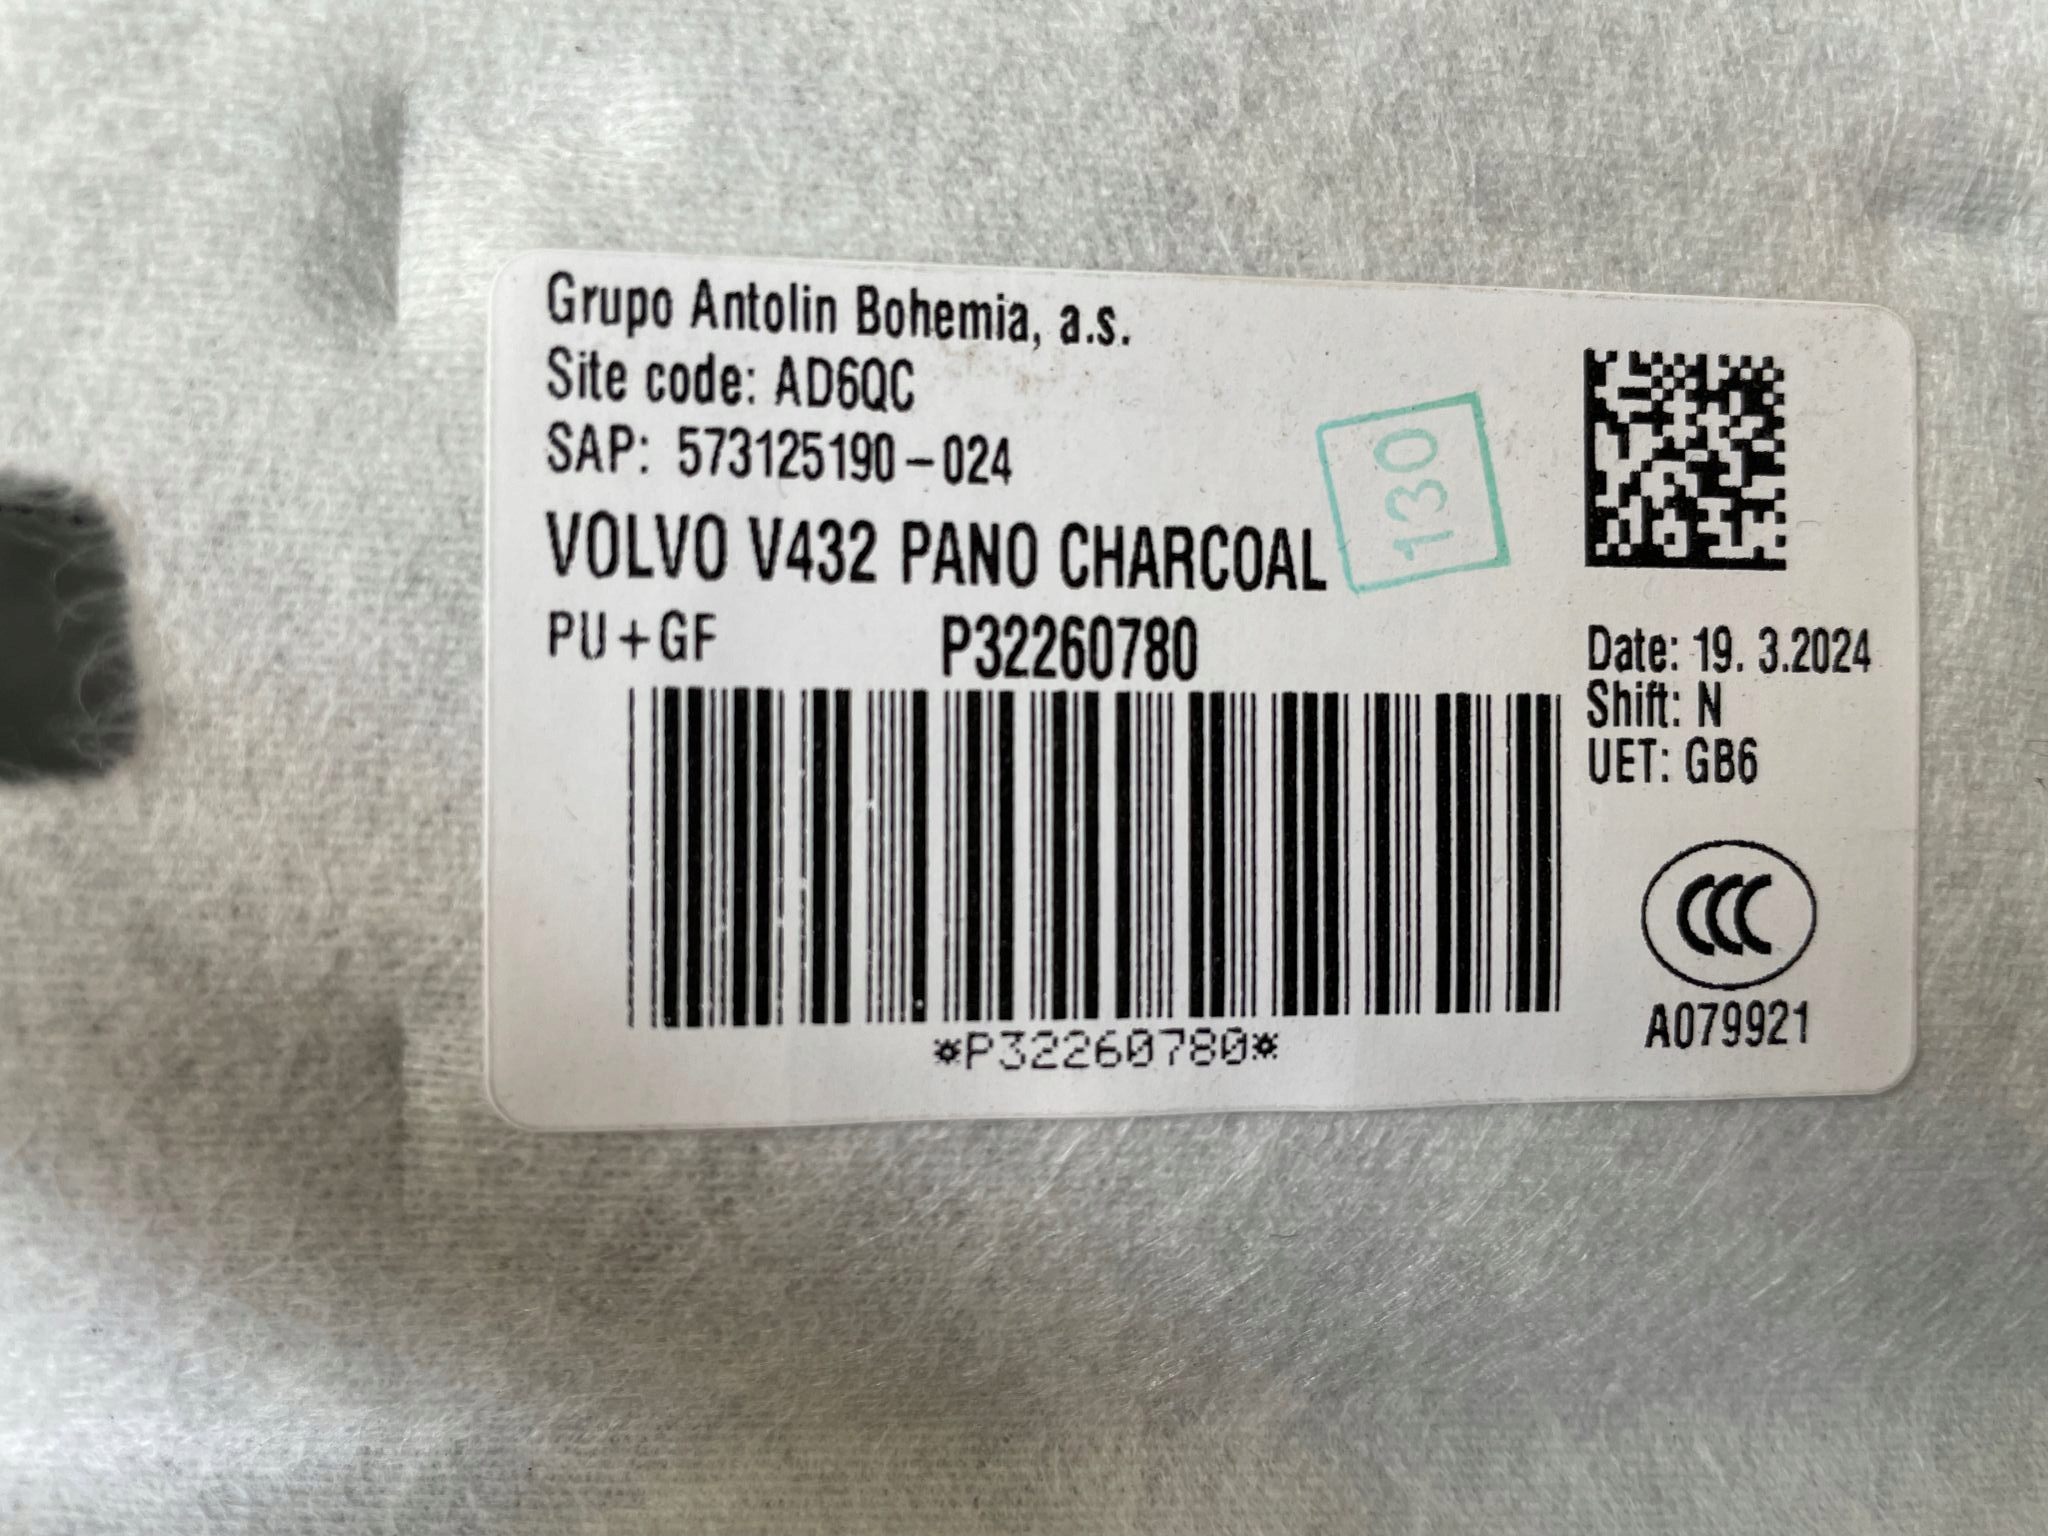 Grupo Antolin Bohemia, a.s.
Site code: AD6QC
SAP: 573125190-024
130
VOLVO V432 PANO CHARCOAL
PU+GF P32260780
*P32260780*
Date: 19. 3.2024
Shift: N
UET: GB6
CCC
A079921